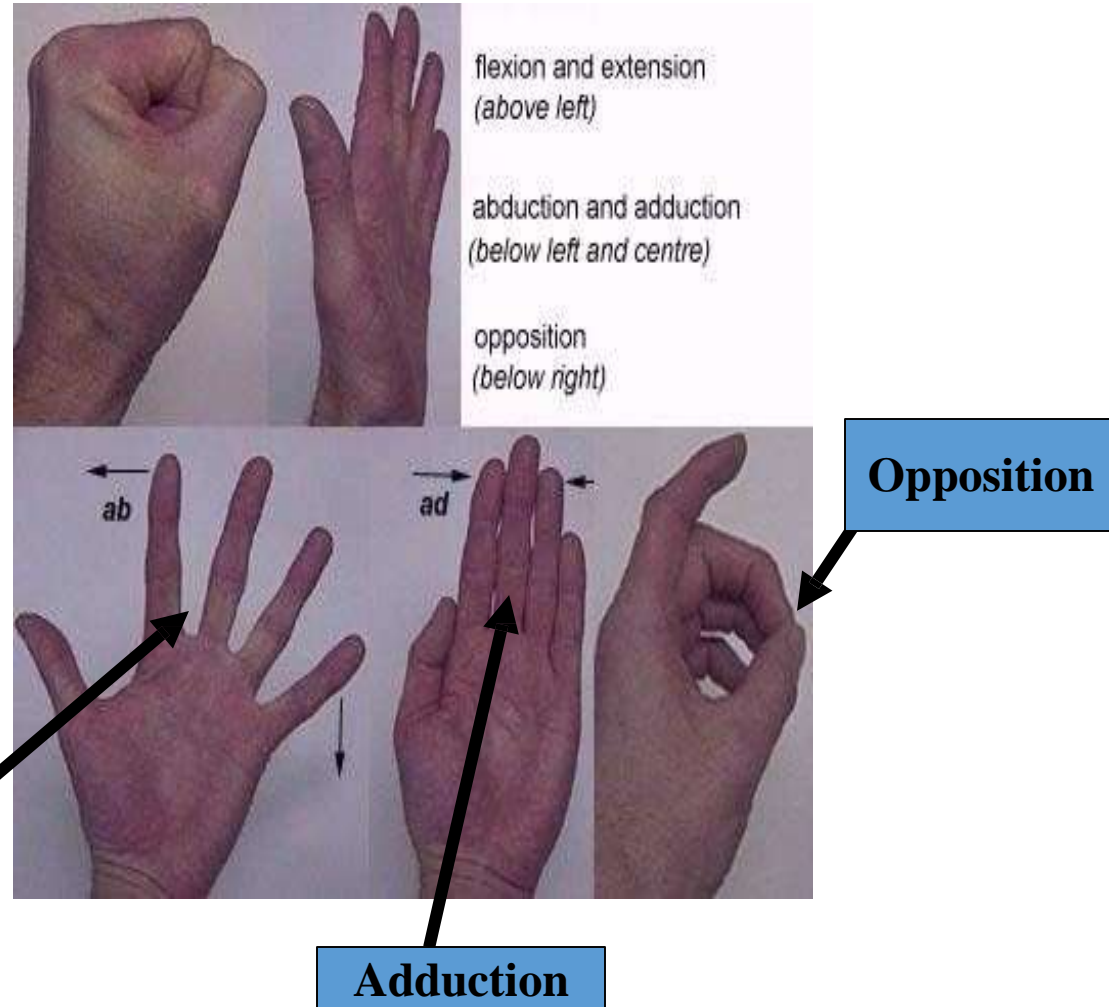 flexion and extension
(above left)
abduction and adduction
(below left and centre)
opposition
(below right)
ab
ad
Opposition
Adduction